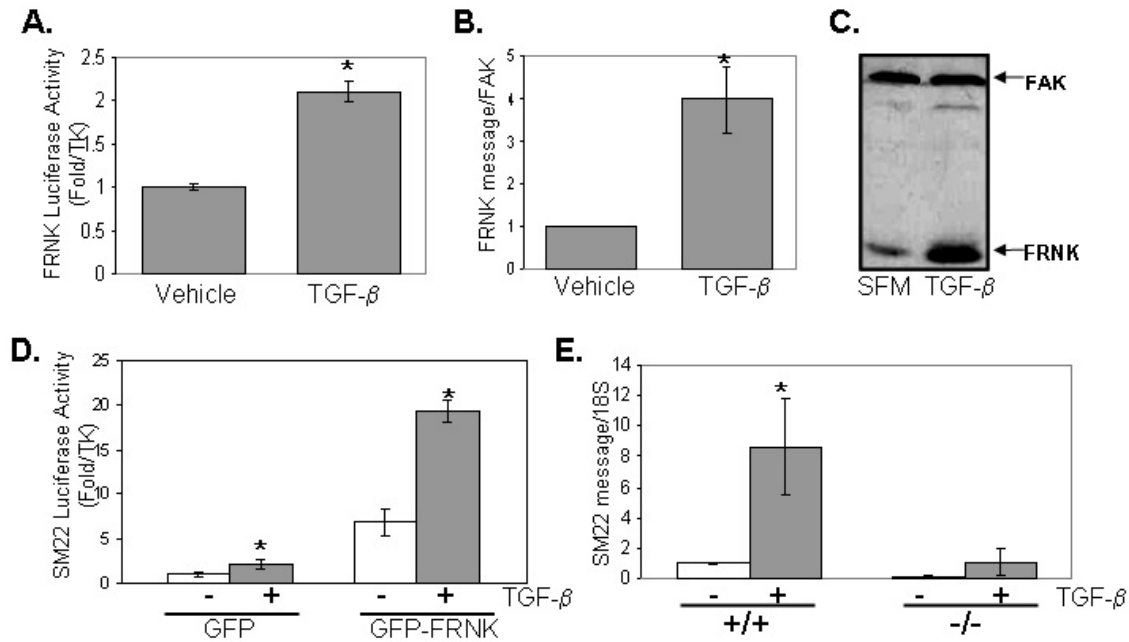 A.
FRNK Luciferase Activity
(Fold/TK)
2.5
2
1.5
1
0.5
0
*
Vehicle
TGF-β
B.
FRNK message/FAK
5
4
3
2
1
0
*
Vehicle
TGF-β
C.
FAK
FRNK
SFM TGF-β
D.
SM22 Luciferase Activity
(Fold/TK)
25
20
15
10
5
0
*
*
- + - + TGF-β
GFP GFP-FRNK
E.
SM22 message/18S
14
12
10
8
6
4
2
0
*
- + - + TGF-β
+/+ -/-